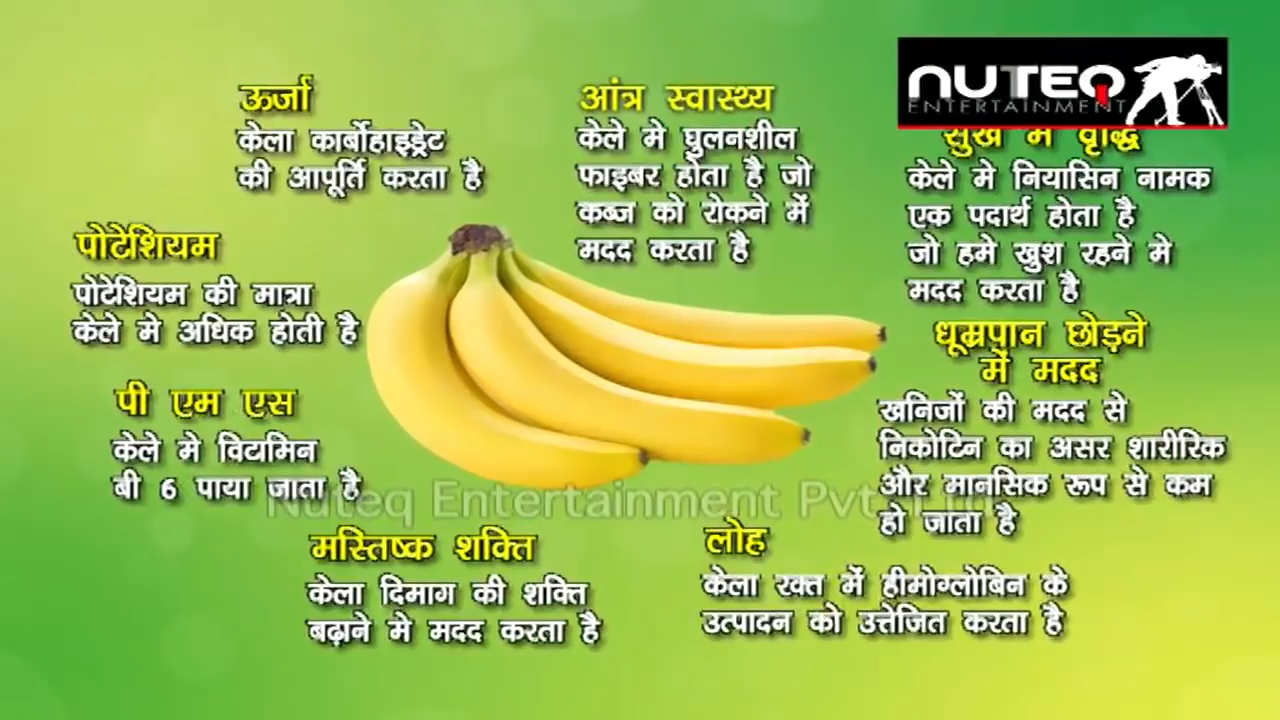 NUTEQ
ENTERTAINMENT
ऊर्जा
केला कार्बोहाइड्रेट
की आपूर्ति करता है
आंत्र स्वास्थ्य
केले मे घुलनशील
फाइबर होता है जो
कब्ज को रोकने में
मदद करता है
सुख में वृद्धि
केले मे नियासिन नामक
एक पदार्थ होता है
जो हमे खुश रहने मे
मदद करता है
पोटेशियम
पोटेशियम की मात्रा
केले मे अधिक होती है
धूम्रपान छोड़ने
में मदद
खनिजों की मदद से
निकोटिन का असर शारीरिक
और मानसिक रूप से कम
हो जाता है
पी एम एस
केले मे विटामिन
बी 6 पाया जाता है
Nuteq Entertainment Pvt.
मस्तिष्क शक्ति
केला दिमाग की शक्ति
बढ़ाने मे मदद करता है
लोह
केला रक्त में हीमोग्लोबिन के
उत्पादन को उत्तेजित करता है